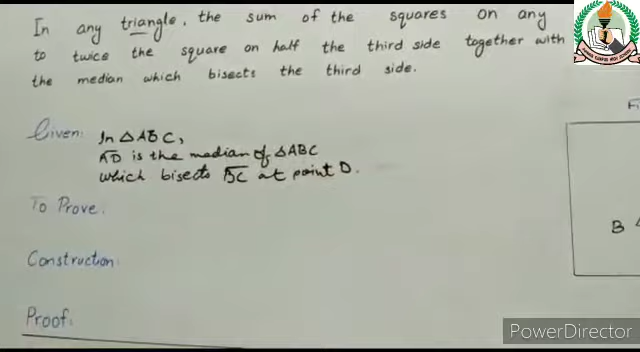 In any triangle, the sum of the squares on any
to twice the square on half the third side together with
the median which bisects the third side.
Given: In △ABC,
AD is the median of △ABC
which bisects BC at point D.
To Prove:
Construction:
Proof:
B
PowerDirector